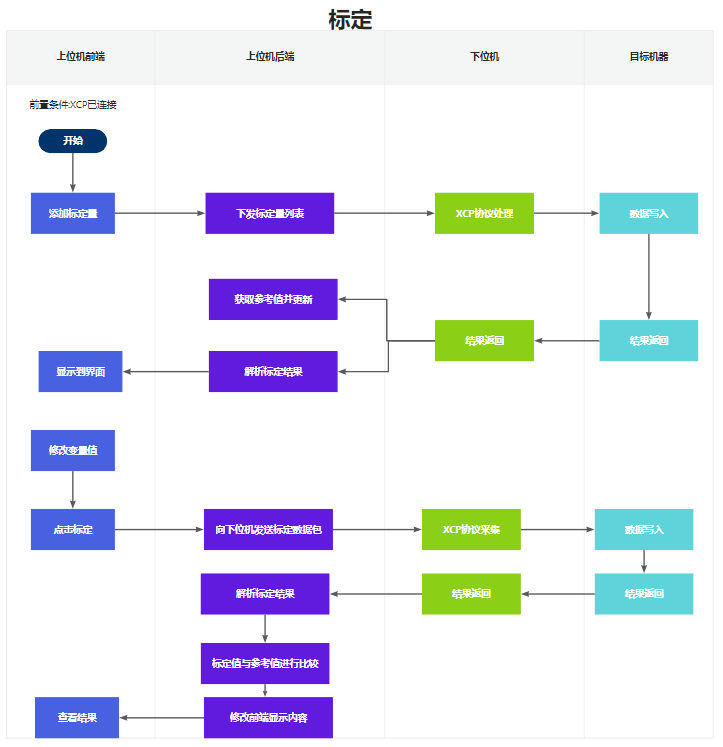 标定
上位机前端
上位机后端
下位机
目标机器
前置条件:XCP已连接
开始
添加标定量
下发标定量列表
XCP协议处理
数据写入
获取参考值并更新
结果返回
结果返回
显示到界面
解析标定结果
修改变量值
点击标定
向下位机发送标定数据包
XCP协议采集
数据写入
解析标定结果
结果返回
结果返回
标定值与参考值进行比较
查看结果
修改前端显示内容